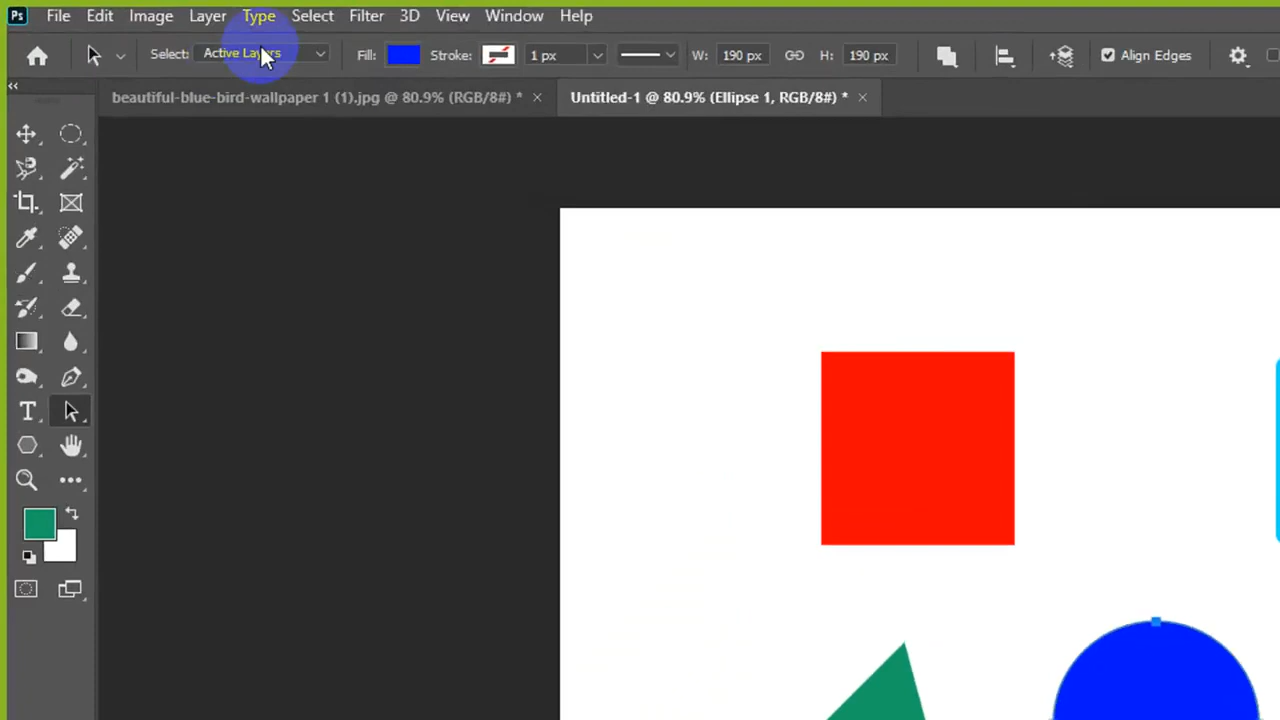 Ps File Edit Image Layer Type Select Filter 3D View Window Help
Select: Active Layers Fill: Stroke: 1 px W: 190 px H: 190 px Align Edges
beautiful-blue-bird-wallpaper 1 (1).jpg @ 80.9% (RGB/8#) * Untitled-1 @ 80.9% (Ellipse 1, RGB/8#) *
T